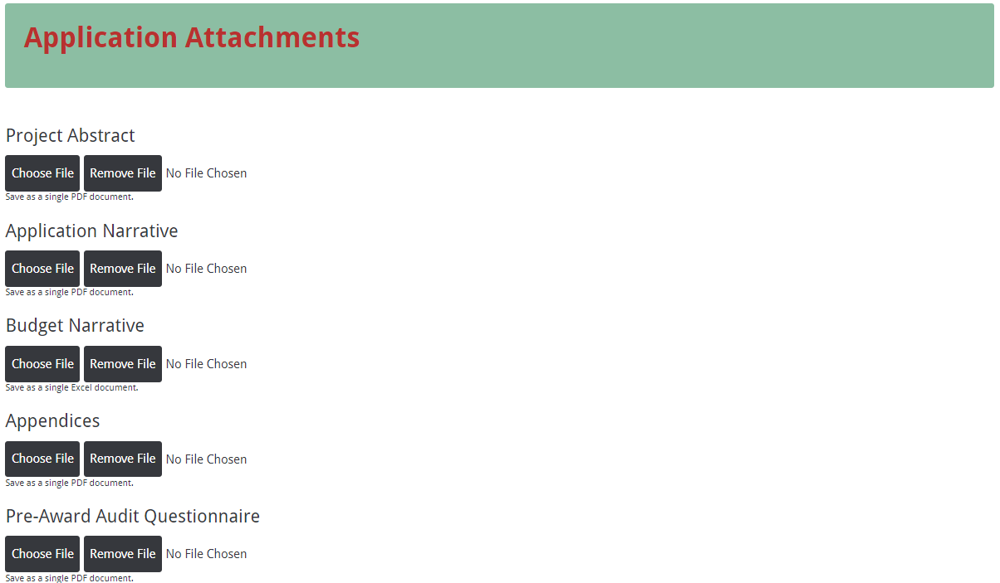 Application Attachments
Project Abstract
Choose File Remove File No File Chosen
Save as a single PDF document.
Application Narrative
Choose File Remove File No File Chosen
Save as a single PDF document.
Budget Narrative
Choose File Remove File No File Chosen
Save as a single Excel document.
Appendices
Choose File Remove File No File Chosen
Save as a single PDF document.
Pre-Award Audit Questionnaire
Choose File Remove File No File Chosen
Save as a single PDF document.